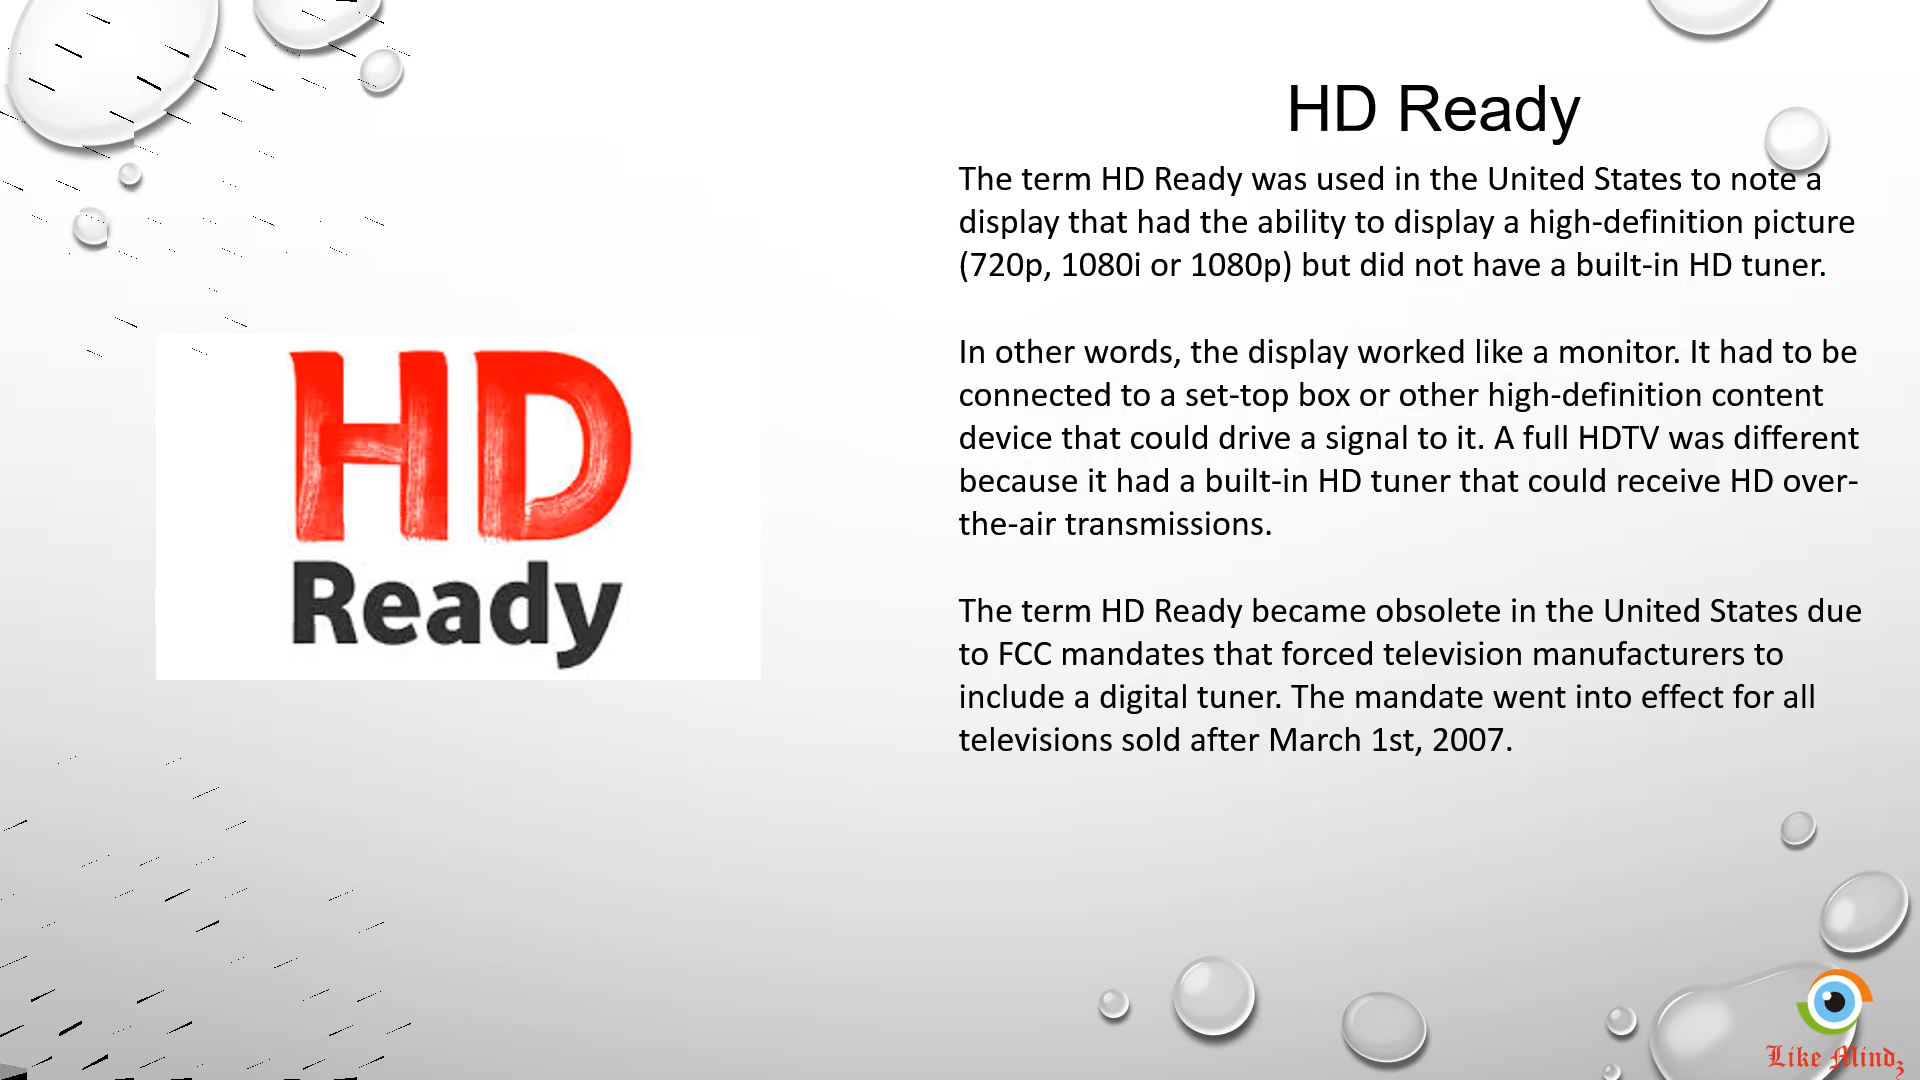 HD Ready
The term HD Ready was used in the United States to note a
display that had the ability to display a high-definition picture
(720p, 1080i or 1080p) but did not have a built-in HD tuner.
In other words, the display worked like a monitor. It had to be
connected to a set-top box or other high-definition content
device that could drive a signal to it. A full HDTV was different
because it had a built-in HD tuner that could receive HD over-
the-air transmissions.
The term HD Ready became obsolete in the United States due
to FCC mandates that forced television manufacturers to
include a digital tuner. The mandate went into effect for all
televisions sold after March 1st, 2007.
HD
Ready
Like Mindz